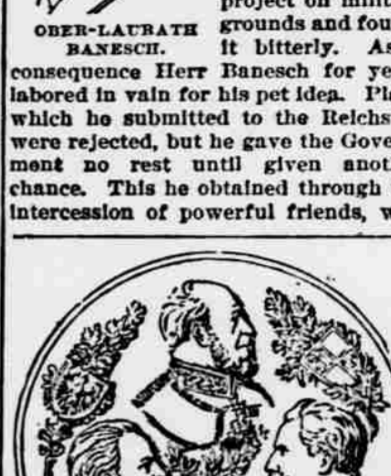 project on milit
OBER-LAURATH grounds and fou
BANESCH. it bitterly. As
consequence Herr Banesch for ye
labored in vain for his pet idea. Pl
which he submitted to the Reichs
were rejected, but he gave the Gove
ment no rest until given anot
chance. This he obtained through
intercession of powerful friends, w